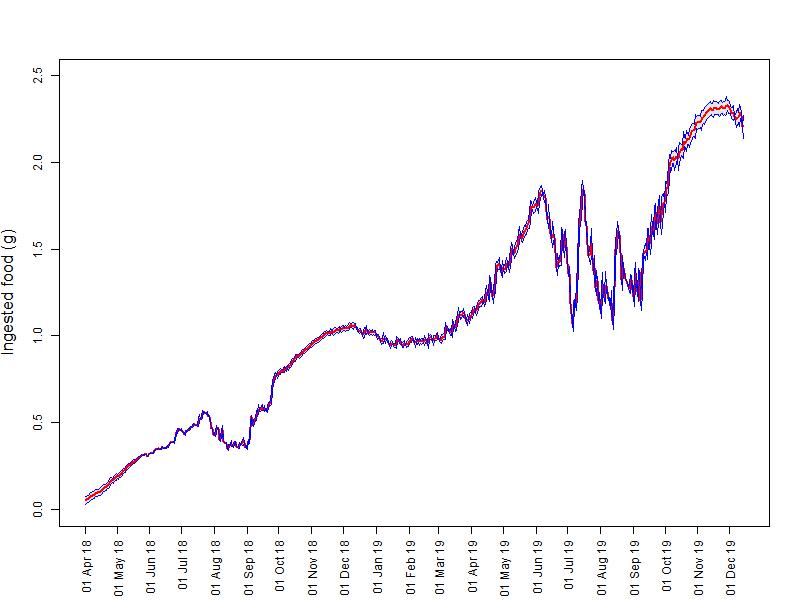 Ingested food (g)
2.5
2.0
1.5
1.0
0.5
0.0
01 Apr 18
01 May 18
01 Jun 18
01 Jul 18
01 Aug 18
01 Sep 18
01 Oct 18
01 Nov 18
01 Dec 18
01 Jan 19
01 Feb 19
01 Mar 19
01 Apr 19
01 May 19
01 Jun 19
01 Jul 19
01 Aug 19
01 Sep 19
01 Oct 19
01 Nov 19
01 Dec 19